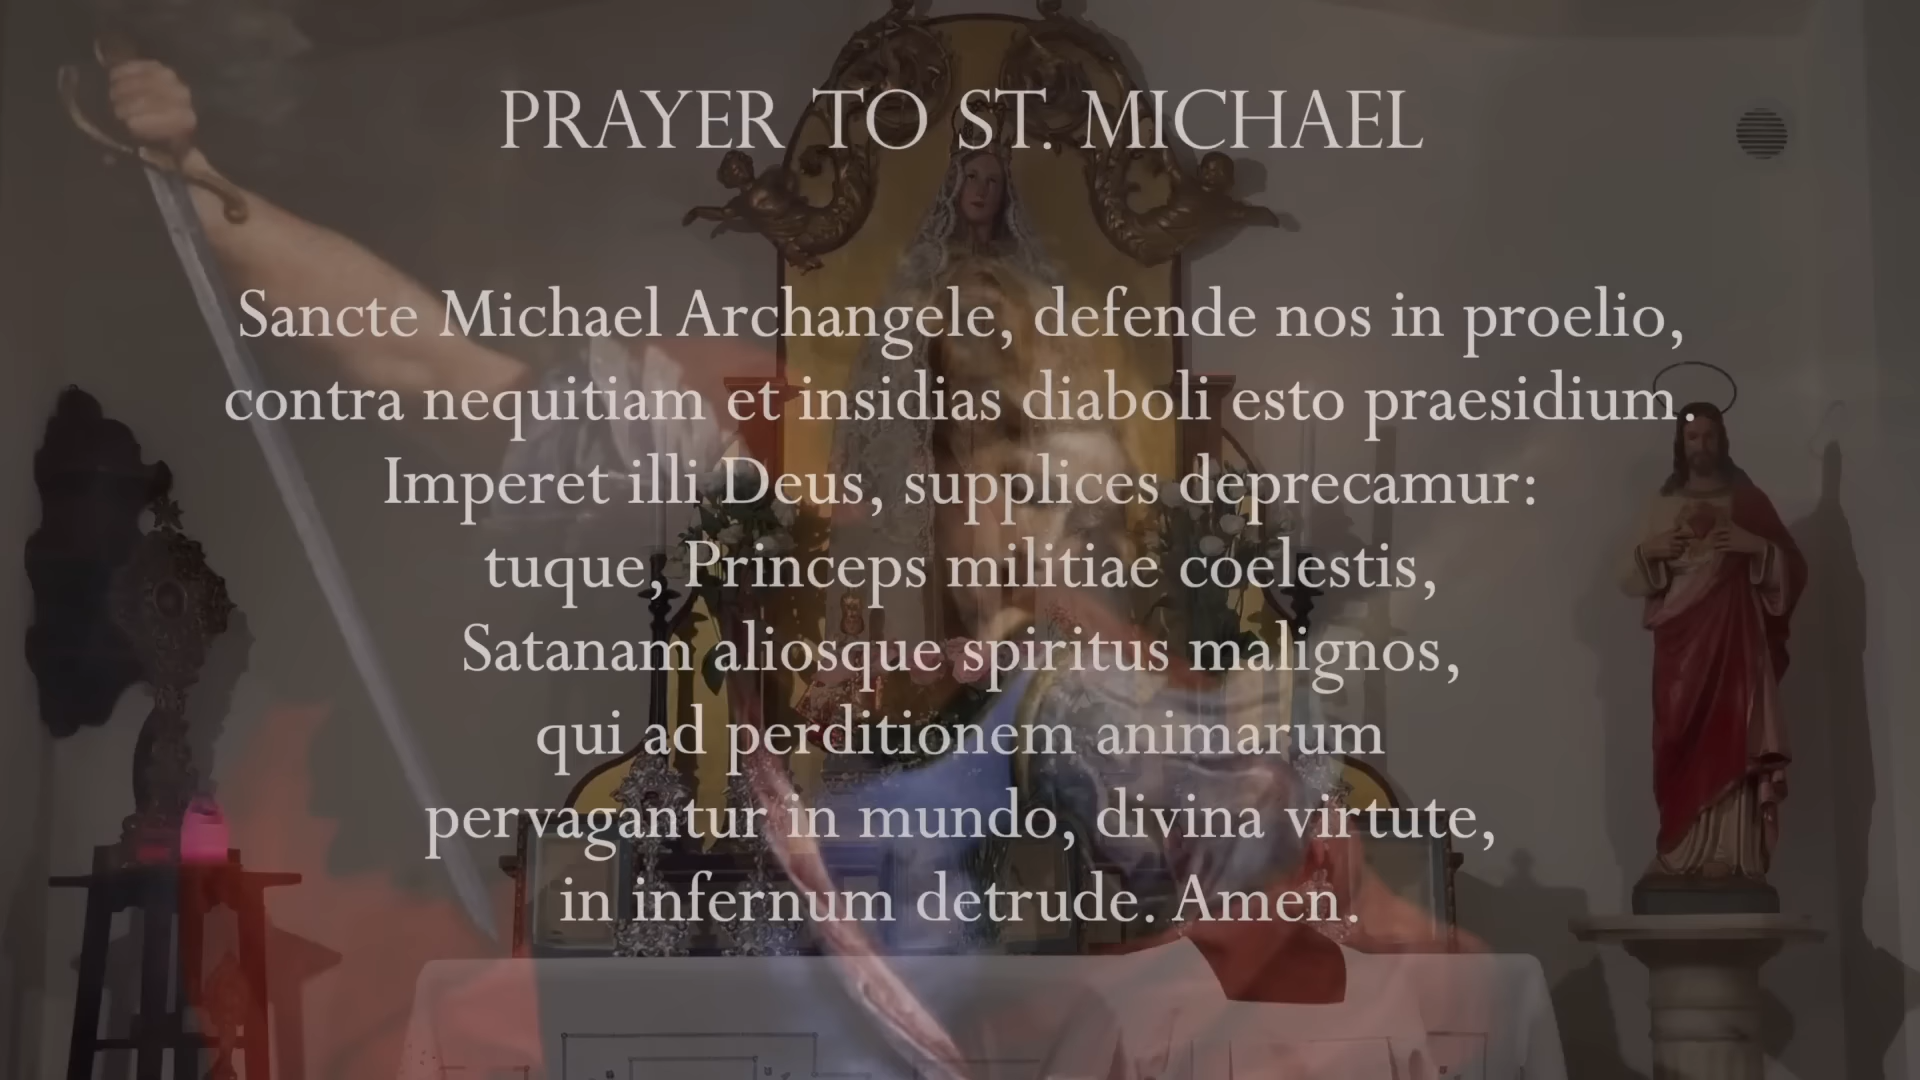 PRAYER TO ST. MICHAEL
Sancte Michael Archangele, defende nos in proelio,
contra nequitiam et insidias diaboli esto praesidium.
Imperet illi Deus, supplices deprecamur:
tuque, Princeps militiae coelestis,
Satanam aliosque spiritus malignos,
qui ad perditionem animarum
pervagantur in mundo, divina virtute,
in infernum detrude. Amen.